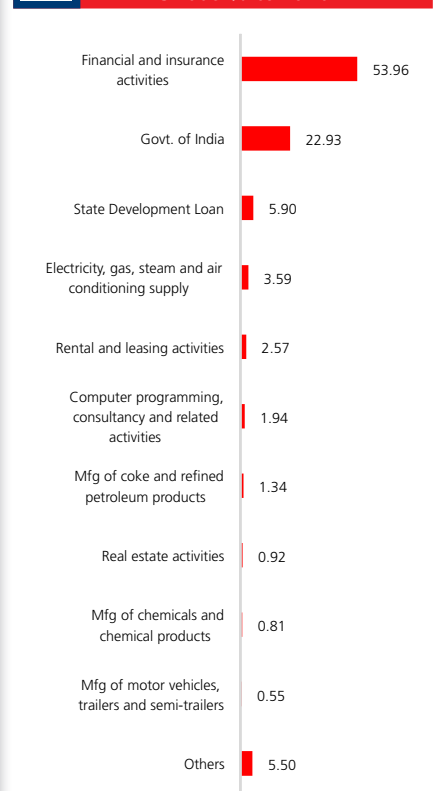 Financial and insurance
activities
53.96
Govt. of India
22.93
State Development Loan
5.90
Electricity, gas, steam and air
conditioning supply
3.59
Rental and leasing activities
2.57
Computer programming,
consultancy and related
activities
1.94
Mfg of coke and refined
petroleum products
1.34
Real estate activities
0.92
Mfg of chemicals and
chemical products
0.81
Mfg of motor vehicles,
trailers and semi-trailers
0.55
Others
5.50